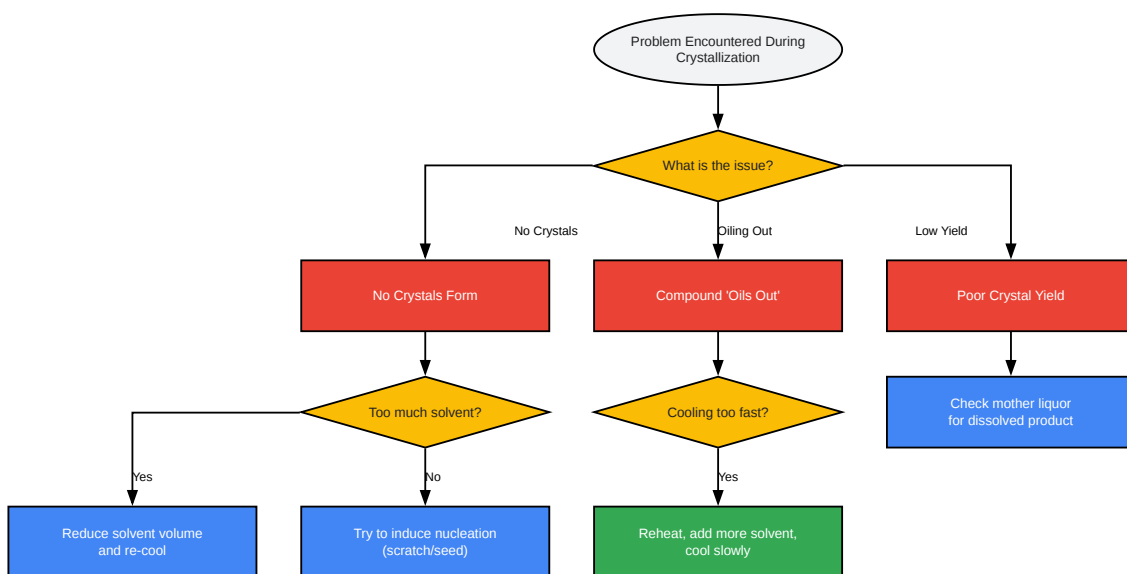 Problem Encountered During
Crystallization
What is the issue?
No Crystals
Oiling Out
Low Yield
No Crystals Form
Compound 'Oils Out'
Poor Crystal Yield
Too much solvent?
Cooling too fast?
Check mother liquor
for dissolved product
Yes
No
Yes
Reduce solvent volume
and re-cool
Try to induce nucleation
(scratch/seed)
Reheat, add more solvent,
cool slowly